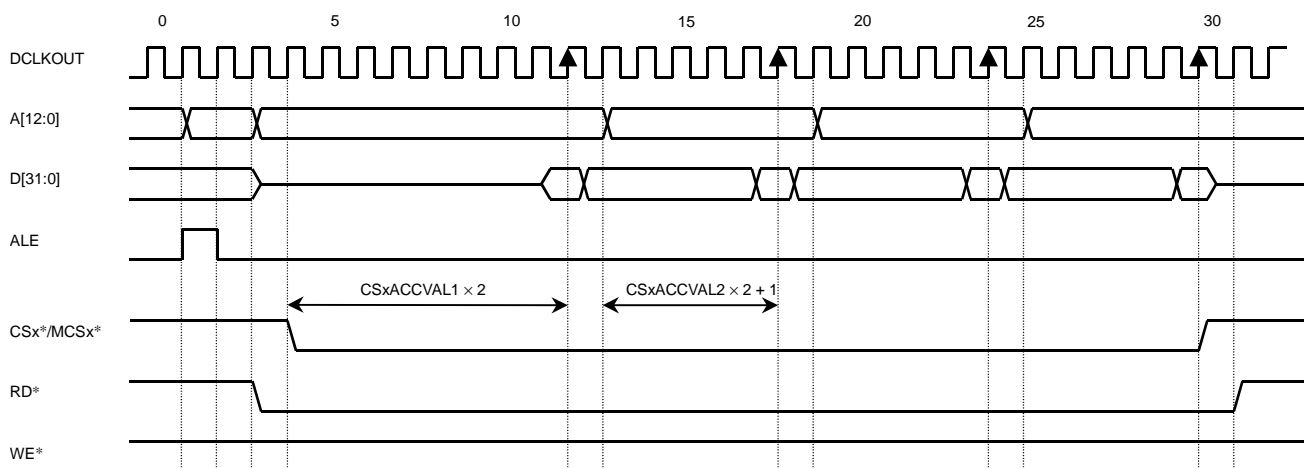 0 5 10 15 20 25 30
DCLKOUT
A[12:0]
D[31:0]
ALE
CSxACCVAL1 × 2 CSxACCVAL2 × 2 + 1
CSx*/MCSx*
RD*
WE*